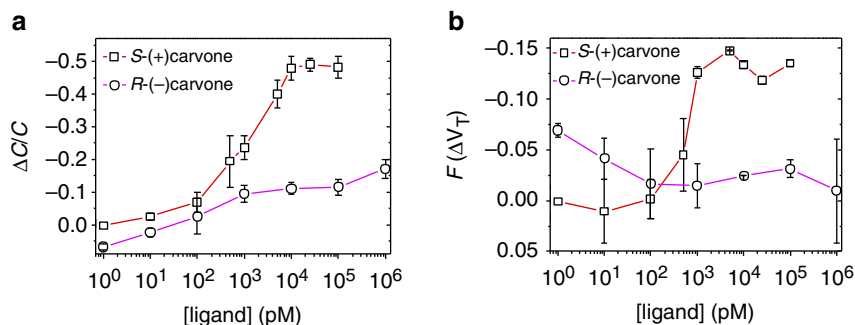 a
S-(+)carvone
R-(−)carvone
ΔC/C
−0.5
−0.4
−0.3
−0.2
−0.1
0.0
10^0 10^1 10^2 10^3 10^4 10^5 10^6
[ligand] (pM)
b
S-(+)carvone
R-(−)carvone
F (ΔV_T)
−0.15
−0.10
−0.05
0.00
0.05
10^0 10^1 10^2 10^3 10^4 10^5 10^6
[ligand] (pM)